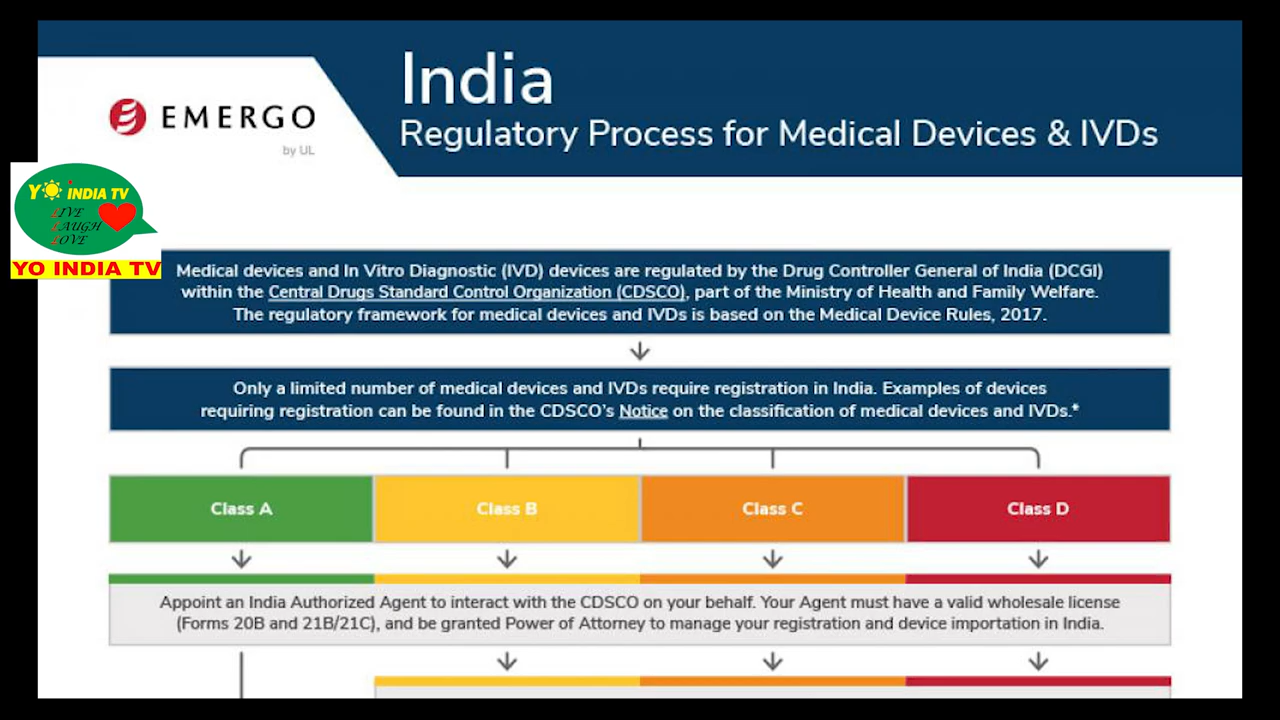 India
Regulatory Process for Medical Devices & IVDs
EMERGO
by UL
YO INDIA TV
LIVE
LAUGH
LOVE
YO INDIA TV
Medical devices and In Vitro Diagnostic (IVD) devices are regulated by the Drug Controller General of India (DCGI)
within the Central Drugs Standard Control Organization (CDSCO), part of the Ministry of Health and Family Welfare.
The regulatory framework for medical devices and IVDs is based on the Medical Device Rules, 2017.
Only a limited number of medical devices and IVDs require registration in India. Examples of devices
requiring registration can be found in the CDSCO's Notice on the classification of medical devices and IVDs.*
Class A
Class B
Class C
Class D
Appoint an India Authorized Agent to interact with the CDSCO on your behalf. Your Agent must have a valid wholesale license
(Forms 20B and 21B/21C), and be granted Power of Attorney to manage your registration and device importation in India.